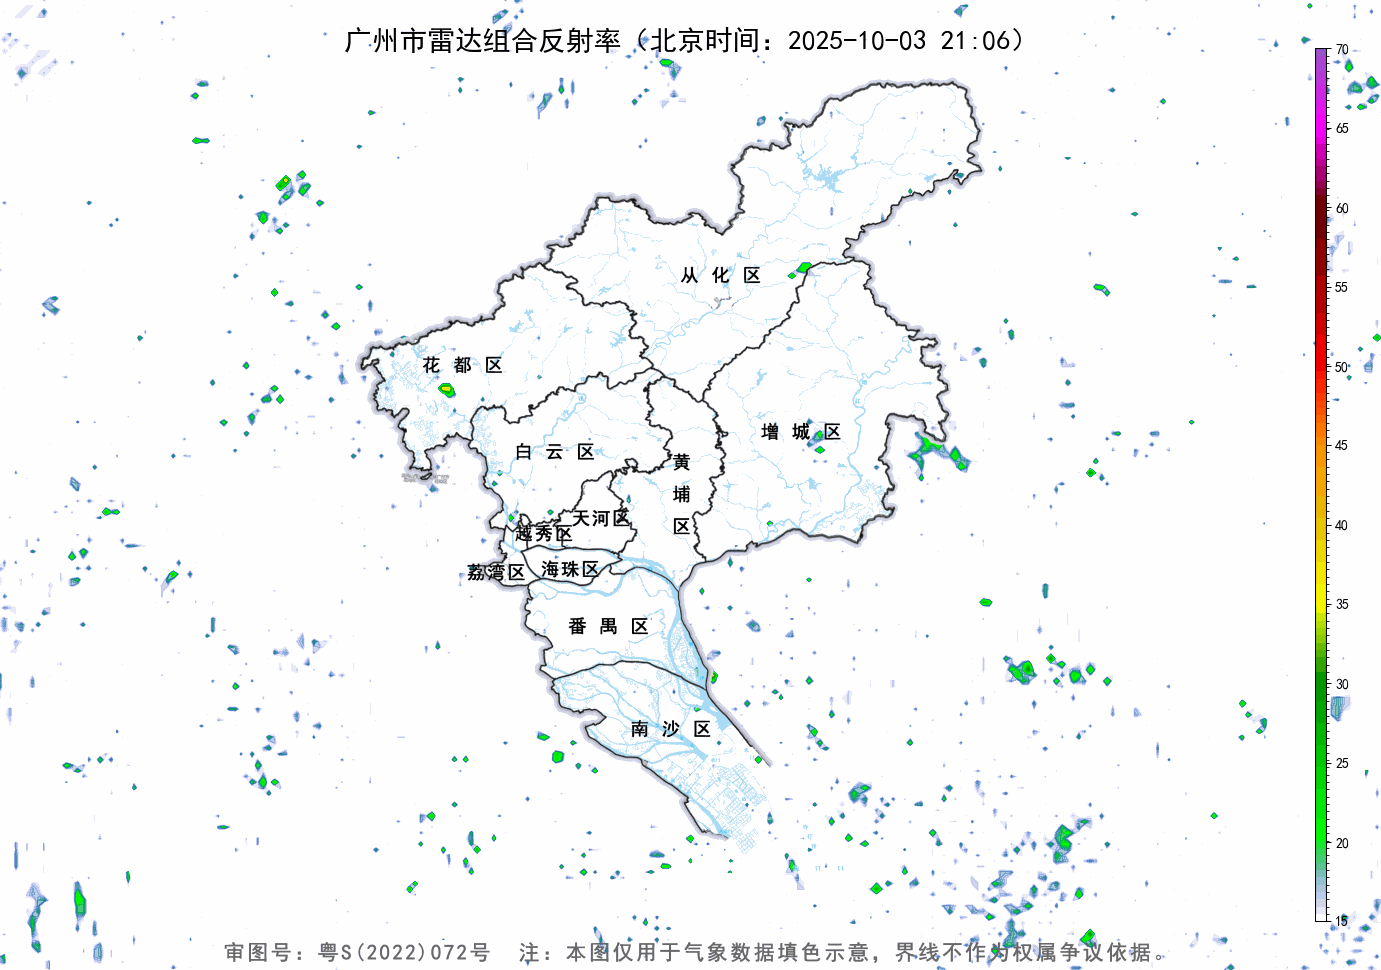 广州市雷达组合反射率（北京时间：2025-10-03 21:06）
70
65
60
55
50
45
40
35
30
25
20
15
从化区
花都区
增城区
白云区
黄埔区
天河区
越秀区
荔湾区
海珠区
番禺区
南沙区
审图号：粤S(2022)072号 注：本图仅用于气象数据填色示意，界线不作为权属争议依据。